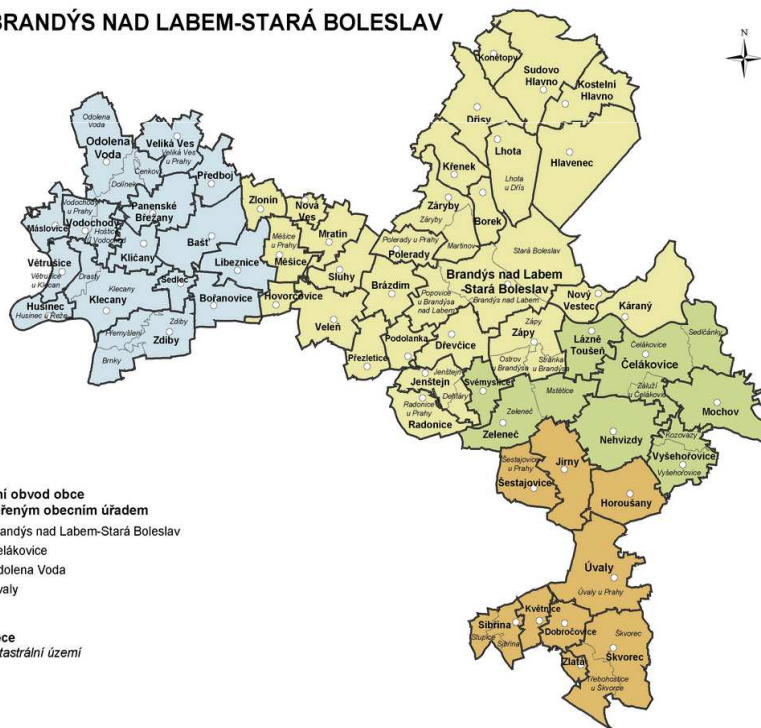 BRANDÝS NAD LABEM-STARÁ BOLESLAV
N
Konětopy
Sudovo
Hlavno
Kostelní
Hlavno
Dřísy
Lhota
Lhota
u Dřís
Hlavenec
Křenek
Záryby
Záryby
Borek
Martinov
Stará Boleslav
Odolena
voda
Odolena
Voda
Dolínek
Veliká Ves
Veliká Ves
u Prahy
Čenkov
Předboj
Panenské
Břežany
Vodochody
u Prahy
Vodochody
Hoštice
u Vodochod
Máslovice
Kličany
Bašť
Líbeznice
Větrušice
Větrušice
u Klecan
Drasty
Sedlec
Klecany
Klecany
Bořanovice
Husinec
Husinec u Řeže
Přemyšlení
Zdiby
Zdiby
Brnky
Zlonín
Nová
Ves
Měšice
u Prahy
Měšice
Mratín
Sluhy
Hovorčovice
Veleň
Polerady u Prahy
Polerady
Brázdim
Popovice
u Brandýsa
nad Labem
Brandýs nad Labem
Stará Boleslav
Brandýs nad Labem
Přezletice
Podolanka
Dřevčice
Jenštejn
Jenštejn
Dehtáry
Radonice
u Prahy
Radonice
Zápy
Zápy
Ostrov
u Brandýsa
Stránka
u Brandýsa
Nový
Vestec
Káraný
Lázně
Toušeň
Sedlčánky
Čelákovice
Čelákovice
Záluží
u Čelákovic
Mochov
Svémyslice
Mstětice
Zeleneč
Zeleneč
Nehvizdy
Kozovazy
Vyšehořovice
Vyšehořovice
Šestajovice
u Prahy
Šestajovice
Jirny
Horoušany
Úvaly
Úvaly u Prahy
Sibřina
Stupice
Sibřina
Květnice
Dobročovice
Zlatá
Škvorec
Škvorec
Třebohostice
u Škvorce
ní obvod obce
ěřeným obecním úřadem
andýs nad Labem-Stará Boleslav
elákovice
dolena Voda
valy
ce
tastrální území